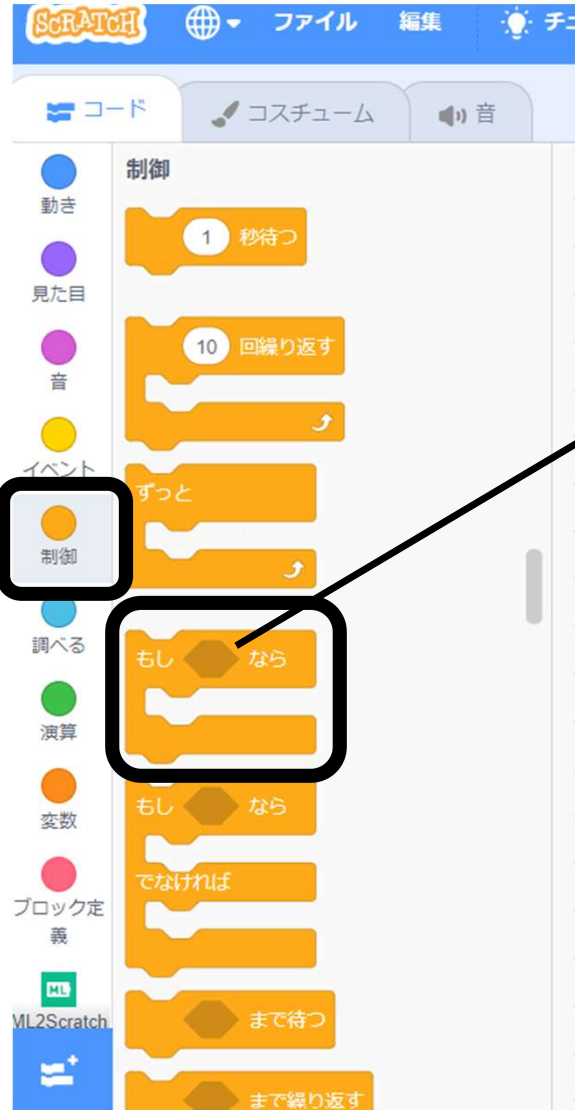 SCRATCH ファイル 編集 チュ
コード コスチューム 音
動き
見た目
音
イベント
制御
調べる
演算
変数
ブロック定
義
ML
ML2Scratch
制御
1 秒待つ
10 回繰り返す
ずっと
もし なら
もし なら
でなければ
まで待つ
まで繰り返す